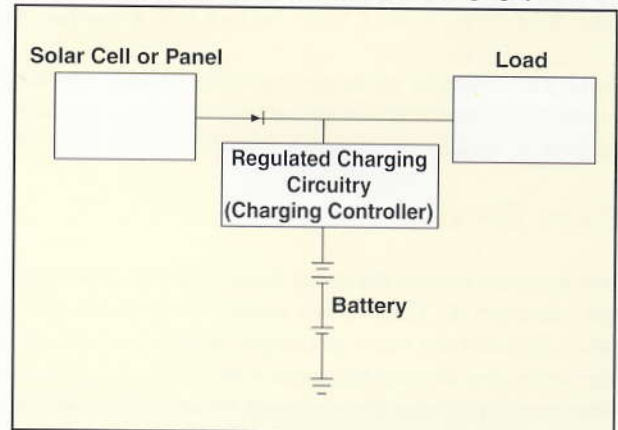 Solar Cell or Panel
Load
Regulated Charging
Circuitry
(Charging Controller)
Battery